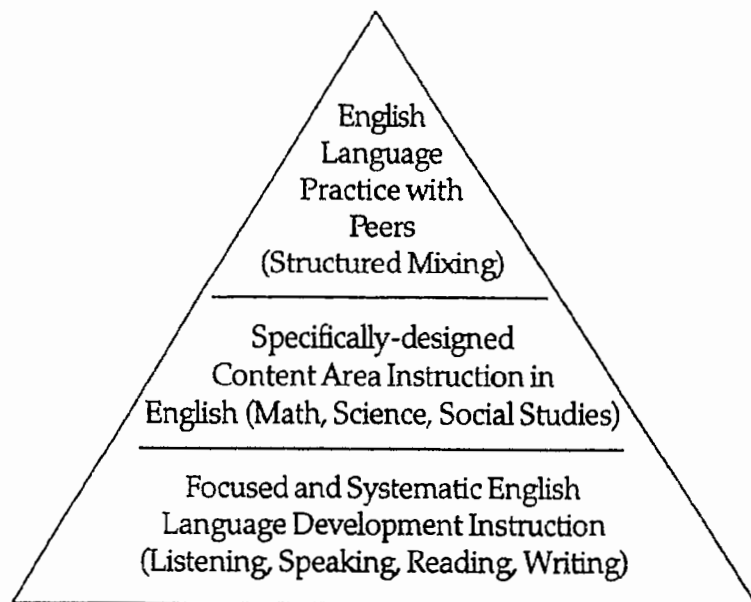 English
Language
Practice with
Peers
(Structured Mixing)
Specifically-designed
Content Area Instruction in
English (Math, Science, Social Studies)
Focused and Systematic English
Language Development Instruction
(Listening, Speaking, Reading, Writing)